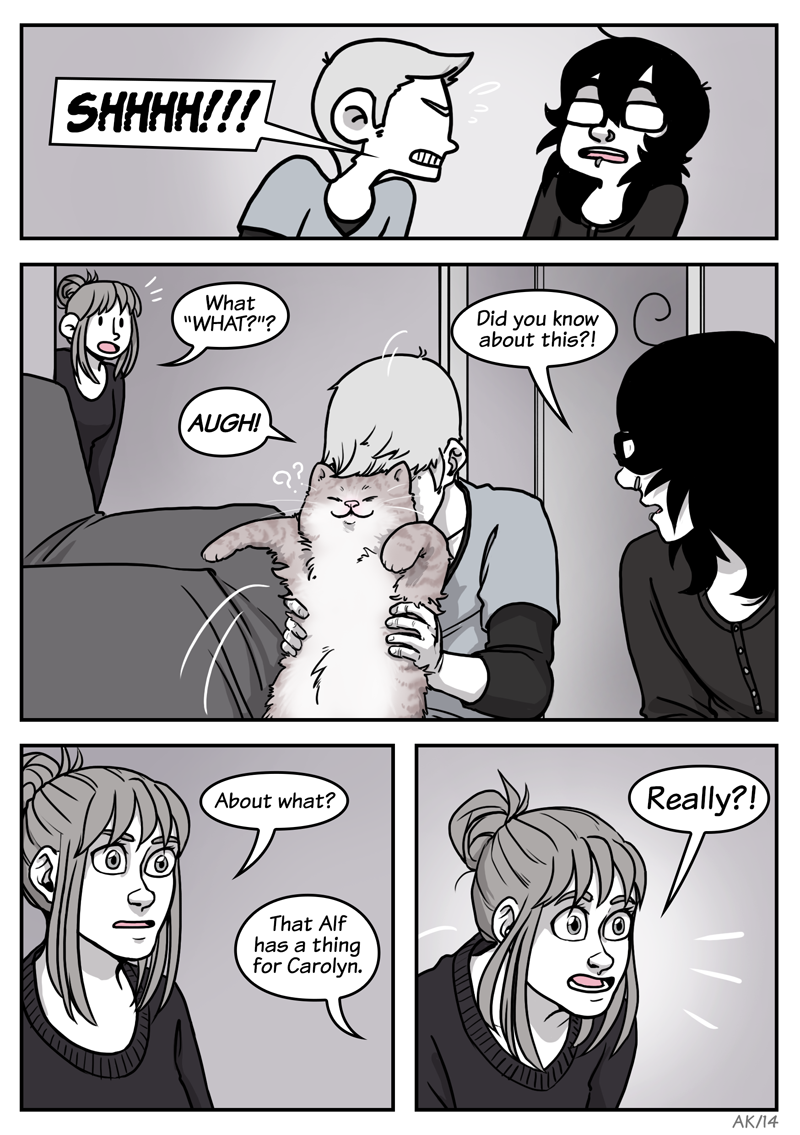 SHHHH!!!
What
"WHAT?"?
Did you know
about this?!
AUGH!
??
About what?
That Alf
has a thing
for Carolyn.
Really?!
AK/14